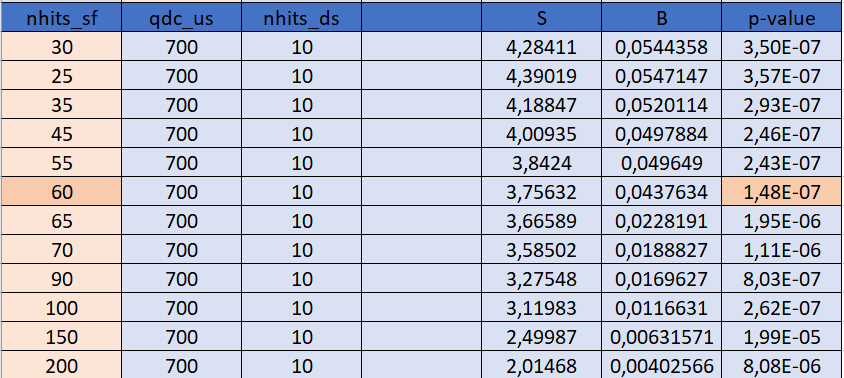 nhits_sf qdc_us nhits_ds S B p-value
30 700 10 4,28411 0,0544358 3,50E-07
25 700 10 4,39019 0,0547147 3,57E-07
35 700 10 4,18847 0,0520114 2,93E-07
45 700 10 4,00935 0,0497884 2,46E-07
55 700 10 3,8424 0,049649 2,43E-07
60 700 10 3,75632 0,0437634 1,48E-07
65 700 10 3,66589 0,0228191 1,95E-06
70 700 10 3,58502 0,0188827 1,11E-06
90 700 10 3,27548 0,0169627 8,03E-07
100 700 10 3,11983 0,0116631 2,62E-07
150 700 10 2,49987 0,00631571 1,99E-05
200 700 10 2,01468 0,00402566 8,08E-06